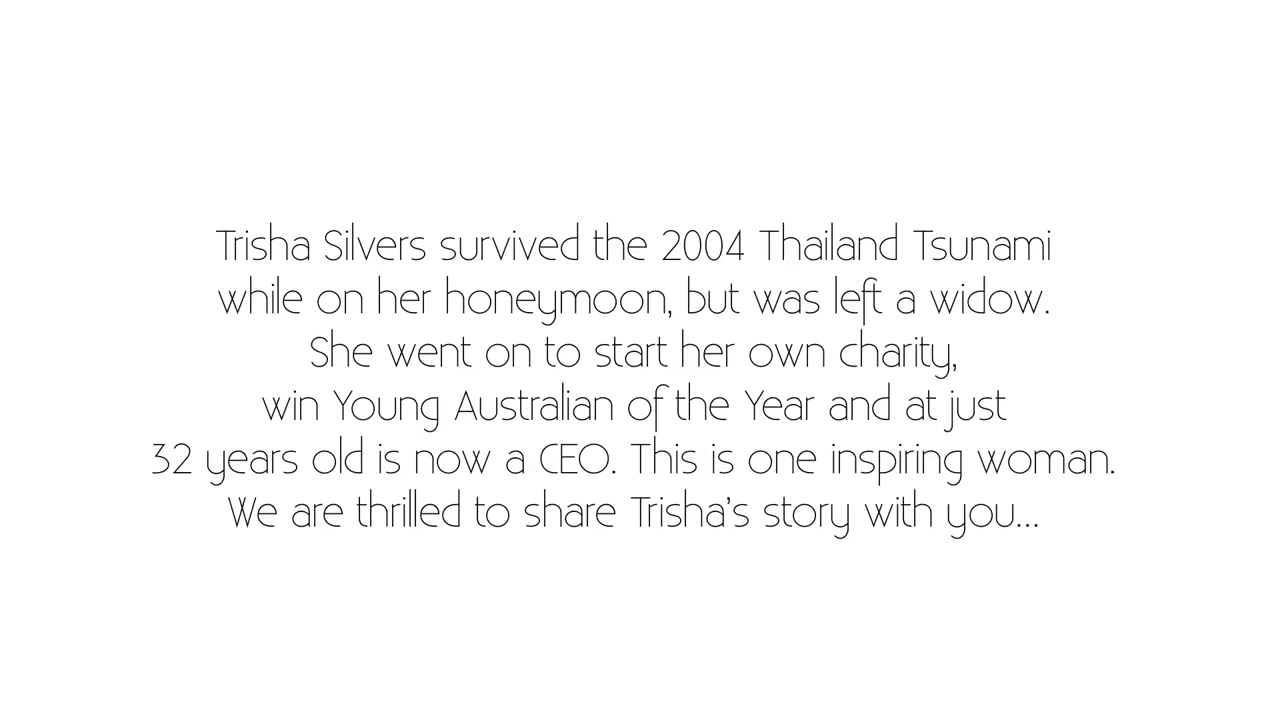 Trisha Silvers survived the 2004 Thailand Tsunami
while on her honeymoon, but was left a widow.
She went on to start her own charity,
win Young Australian of the Year and at just
32 years old is now a CEO. This is one inspiring woman.
We are thrilled to share Trisha's story with you...